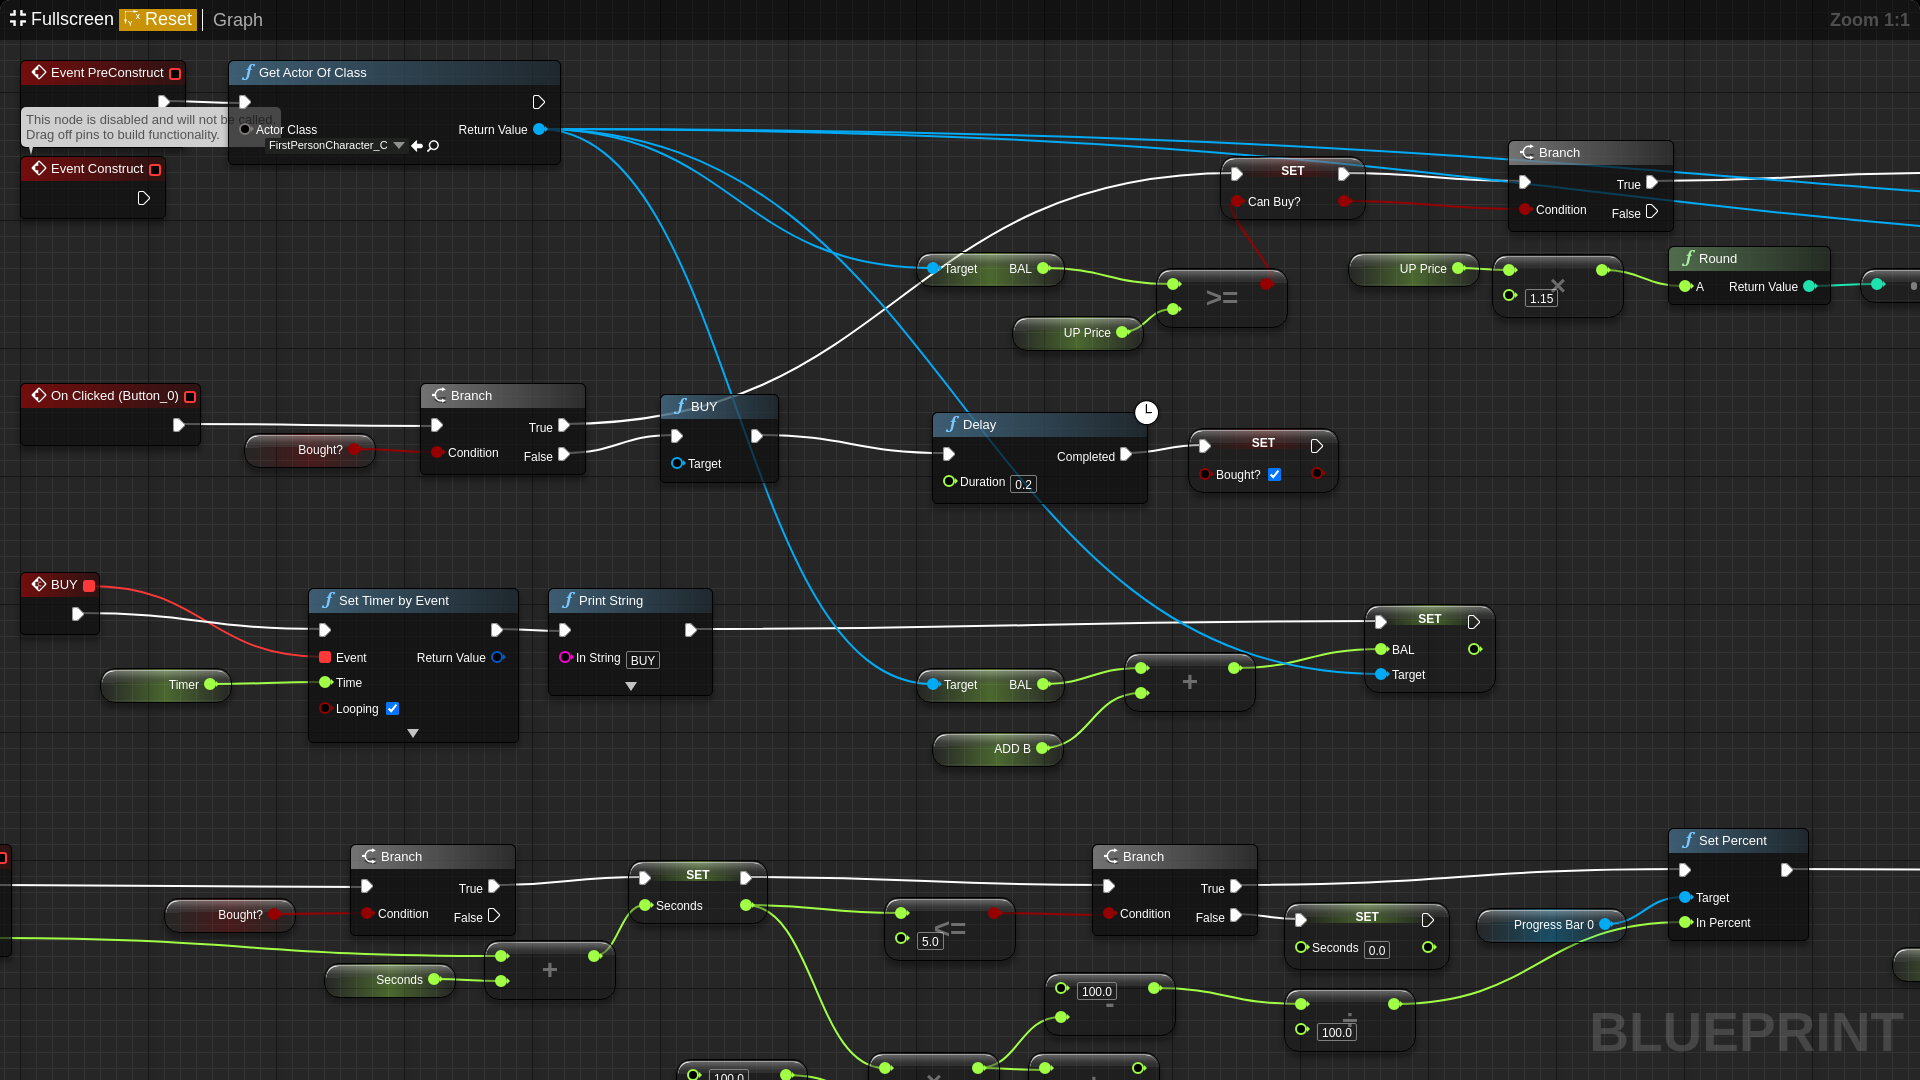 Fullscreen Reset Graph
Zoom 1:1
Event PreConstruct
This node is disabled and will not be called.
Drag off pins to build functionality.
Event Construct
Get Actor Of Class
Actor Class
FirstPersonCharacter_C
Return Value
SET
Can Buy?
Branch
True
Condition
False
Target BAL
>=
UP Price
UP Price
×
1.15
Round
A Return Value
On Clicked (Button_0)
Bought?
Branch
True
Condition
False
BUY
Target
Delay
Completed
Duration 0.2
SET
Bought?
BUY
Timer
Set Timer by Event
Event Return Value
Time
Looping
Print String
In String BUY
Target BAL
+
ADD B
SET
BAL
Target
Bought?
Branch
True
Condition
False
Seconds
+
SET
Seconds
<=
5.0
Branch
True
Condition
False
SET
Seconds 0.0
Progress Bar 0
Set Percent
Target
In Percent
100.0
-
÷
100.0
100.0
×
BLUEPRINT